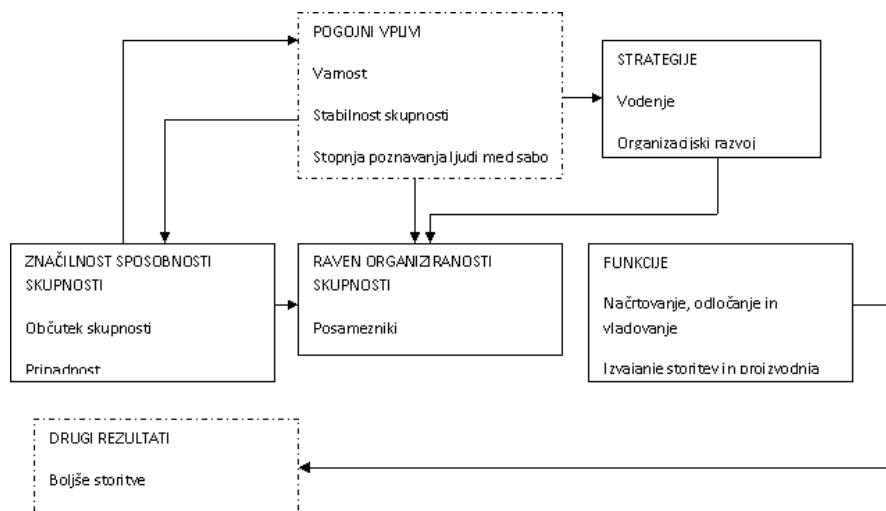 POGOJNI VPLIVI
Varnost
Stabilnost skupnosti
Stopnja poznavanja ljudi med sabo
STRATEGIJE
Vodenje
Organizacijski razvoj
ZNAČILNOST SPOSOBNOSTI
SKUPNOSTI
Občutek skupnosti
Pripadnost
RAVEN ORGANIZIRANOSTI
SKUPNOSTI
Posamezniki
FUNKCIJE
Načrtovanje, odločanje in
vladovanje
Izvajanje storitev in proizvodnja
DRUGI REZULTATI
Boljše storitve